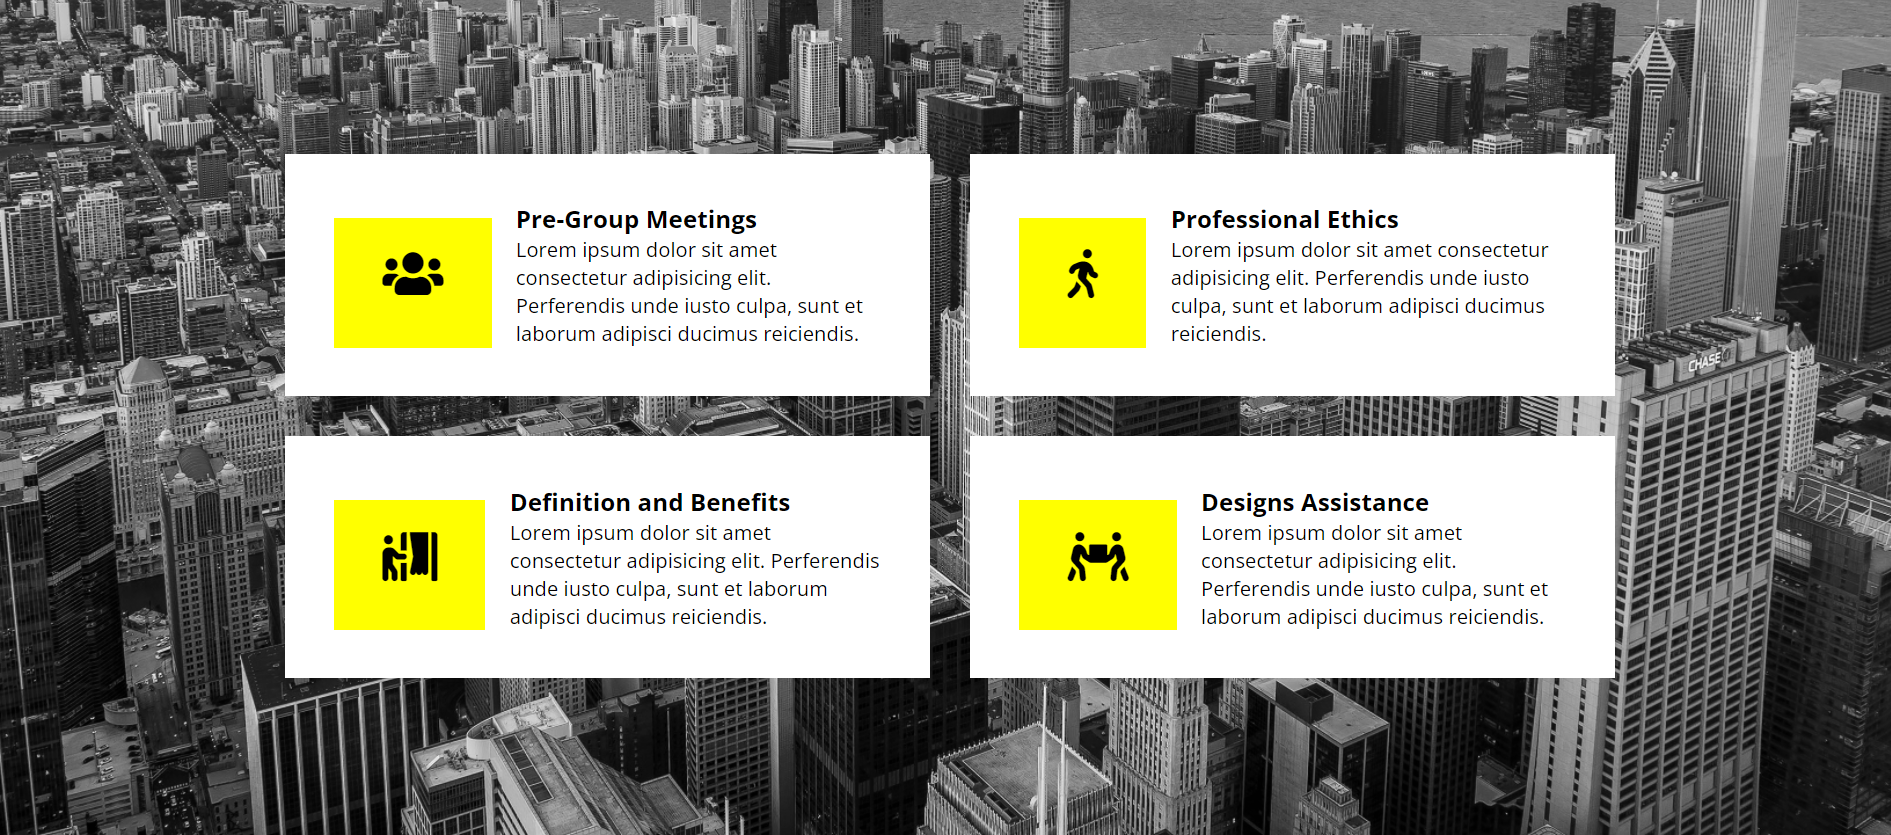 Pre-Group Meetings
Lorem ipsum dolor sit amet
consectetur adipisicing elit.
Perferendis unde iusto culpa, sunt et
laborum adipisci ducimus reiciendis.
Professional Ethics
Lorem ipsum dolor sit amet consectetur
adipisicing elit. Perferendis unde iusto
culpa, sunt et laborum adipisci ducimus
reiciendis.
CHASE
Definition and Benefits
Lorem ipsum dolor sit amet
consectetur adipisicing elit. Perferendis
unde iusto culpa, sunt et laborum
adipisci ducimus reiciendis.
Designs Assistance
Lorem ipsum dolor sit amet
consectetur adipisicing elit.
Perferendis unde iusto culpa, sunt et
laborum adipisci ducimus reiciendis.